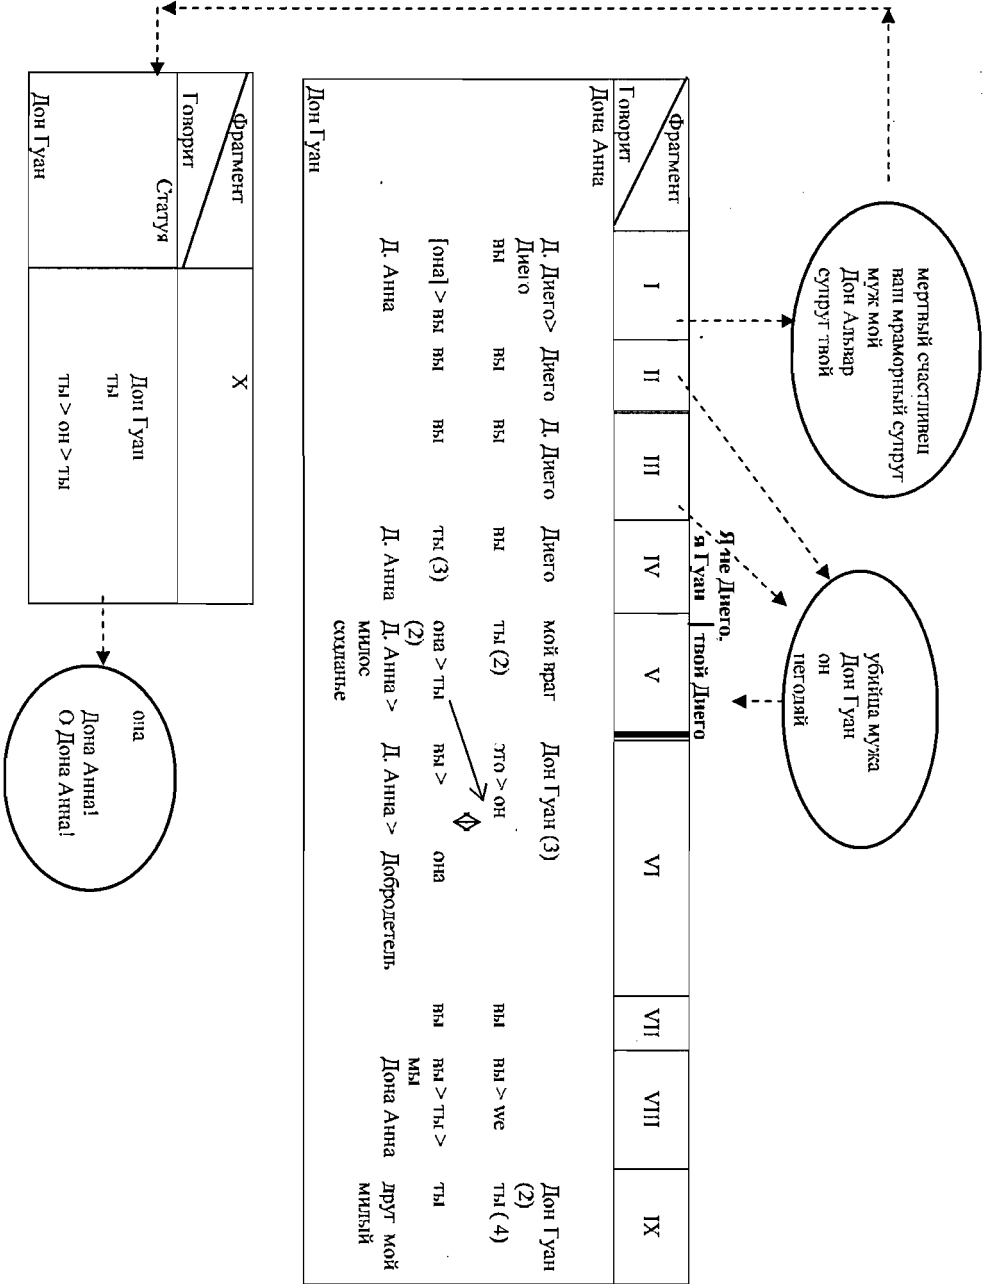 мертвый счастливец
ваш мраморный супруг
муж мой
Дон Альвар
супруг твой
убийца мужа
Дон Гуан
он
негодяй
Я не Диего,
я Гуан
твой Диего
Фрагмент
Говорит
I
II
III
IV
V
VI
VII
VIII
IX
Дона Анна
Д. Диего>
Диего
вы
Диего
вы
Д. Диего
вы
Диего
вы
мой враг
ты (2)
Дон Гуан (3)
это > он
вы
вы > we
Дон Гуан
(2)
ты ( 4)
Дон Гуан
[она] > вы
Д. Анна
вы
вы
ты (3)
Д. Анна
она > ты
(2)
Д. Анна >
милое
созданье
вы >
Д. Анна >
она
Добродетель
вы
вы > ты >
мы
Дона Анна
ты
друг мой
милый
Фрагмент
Говорит
X
Статуя
Дон Гуан
ты
Дон Гуан
ты > он > ты
она
Дона Анна!
О Дона Анна!